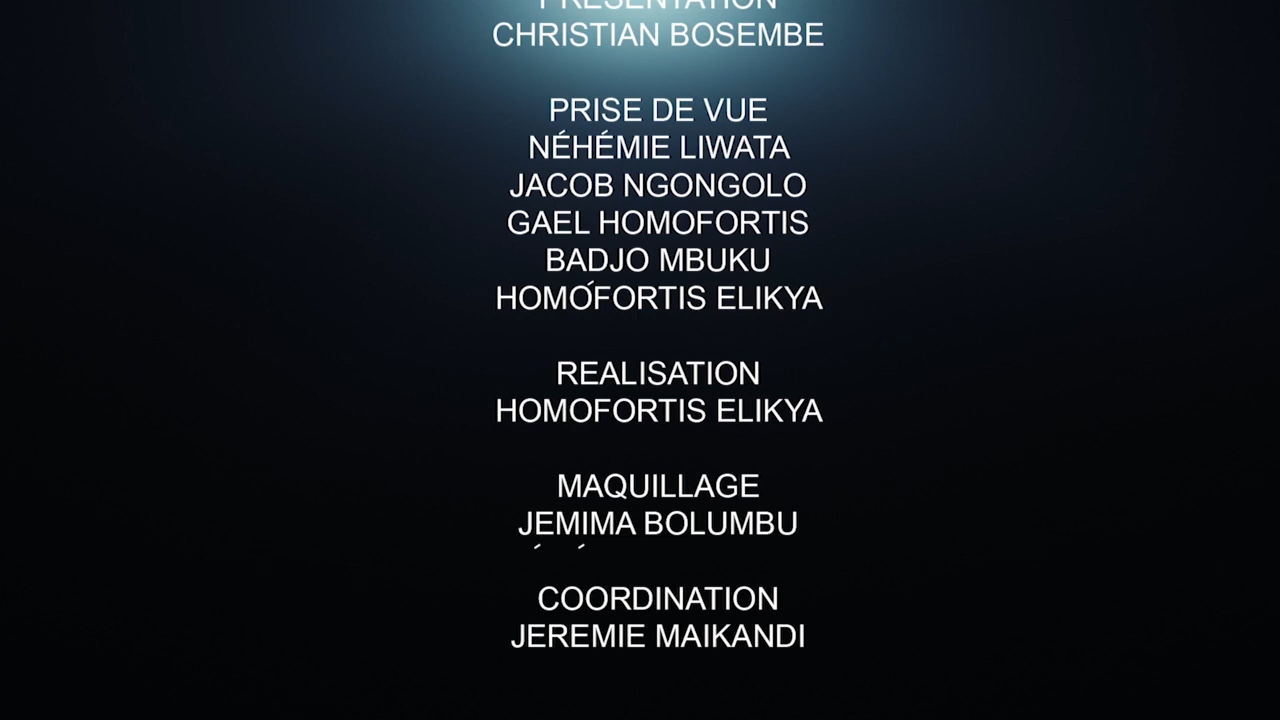 PRESENTATION
CHRISTIAN BOSEMBE
PRISE DE VUE
NÉHÉMIE LIWATA
JACOB NGONGOLO
GAEL HOMOFORTIS
BADJO MBUKU
HOMOFORTIS ELIKYA
REALISATION
HOMOFORTIS ELIKYA
MAQUILLAGE
JEMIMA BOLUMBU
COORDINATION
JEREMIE MAIKANDI